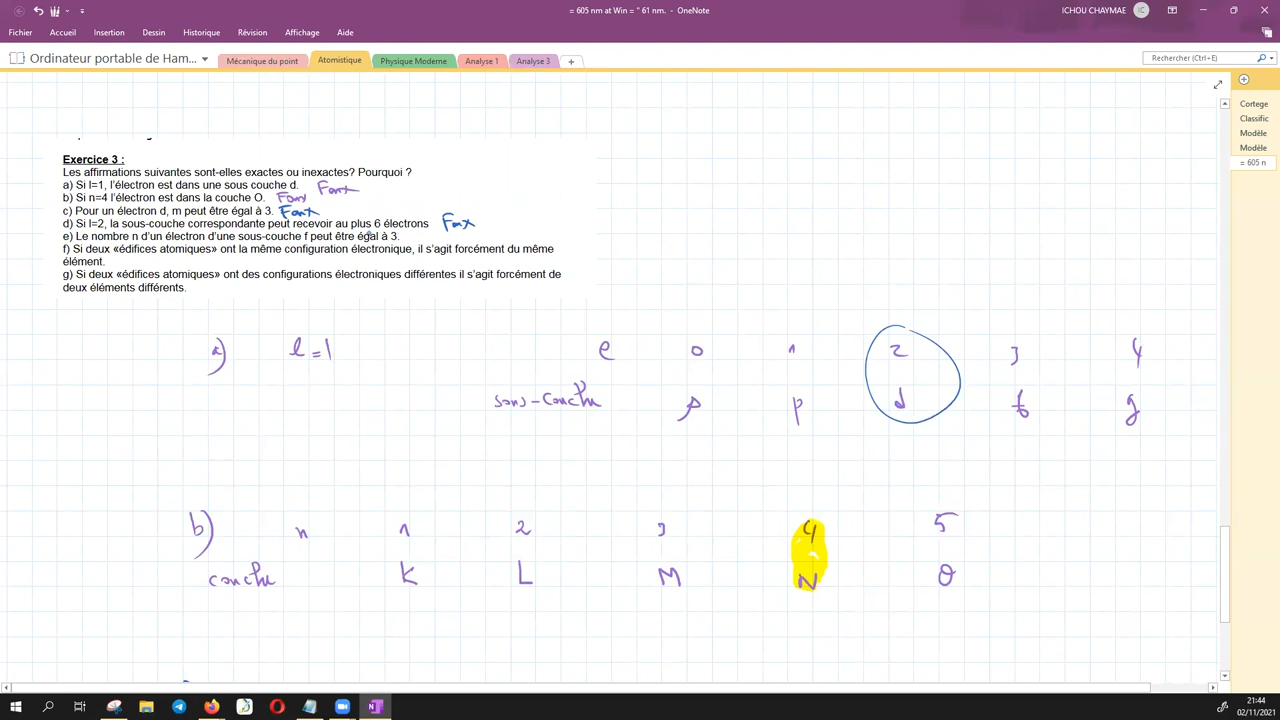 = 605 nm at Win = " 61 nm. - OneNote
ICHOU CHAYMAE IC
Fichier Accueil Insertion Dessin Historique Révision Affichage Aide
Ordinateur portable de Ham...
Mécanique du point Atomistique Physique Moderne Analyse 1 Analyse 3
Rechercher (Ctrl+E)
Cortege
Classific
Modèle
Modèle
= 605 n
Exercice 3 :
Les affirmations suivantes sont-elles exactes ou inexactes? Pourquoi ?
a) Si l=1, l'électron est dans une sous couche d. Faux
b) Si n=4 l'électron est dans la couche O. Faux
c) Pour un électron d, m peut être égal à 3. Faux
d) Si l=2, la sous-couche correspondante peut recevoir au plus 6 électrons Faux
e) Le nombre n d'un électron d'une sous-couche f peut être égal à 3.
f) Si deux «édifices atomiques» ont la même configuration électronique, il s'agit forcément du même
élément.
g) Si deux «édifices atomiques» ont des configurations électroniques différentes il s'agit forcément de
deux éléments différents.
a) l=1 l 0 1 2 3 4
sous-couche s p d f g
b) n 1 2 3 4 5
couche K L M N O
21:44
02/11/2021